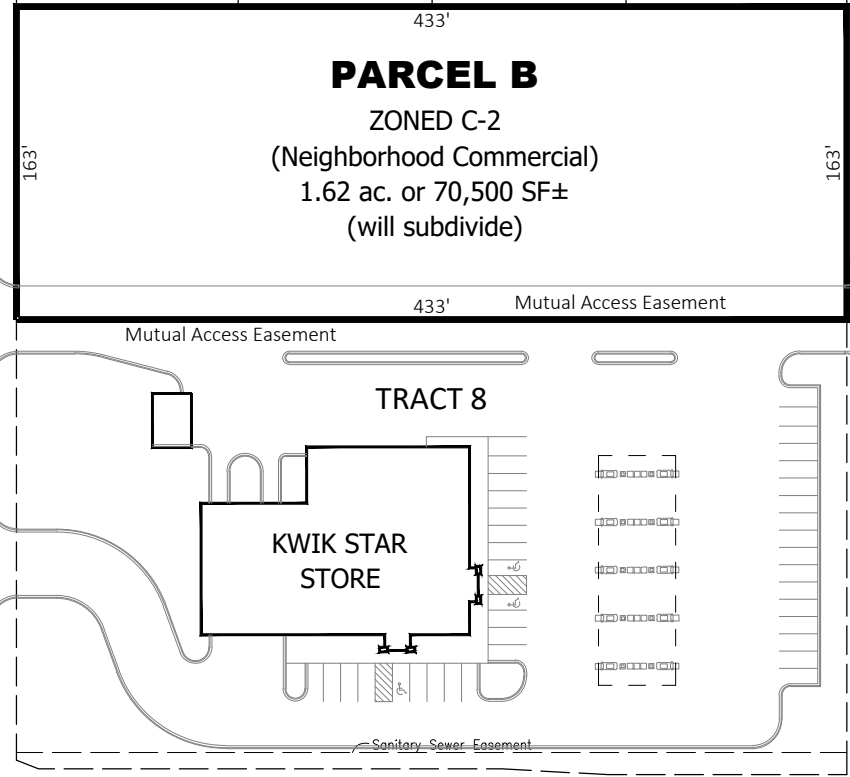 433'
PARCEL B
ZONED C-2
(Neighborhood Commercial)
1.62 ac. or 70,500 SF±
(will subdivide)
163'
163'
433'
Mutual Access Easement
Mutual Access Easement
TRACT 8
KWIK STAR
STORE
Sanitary Sewer Easement